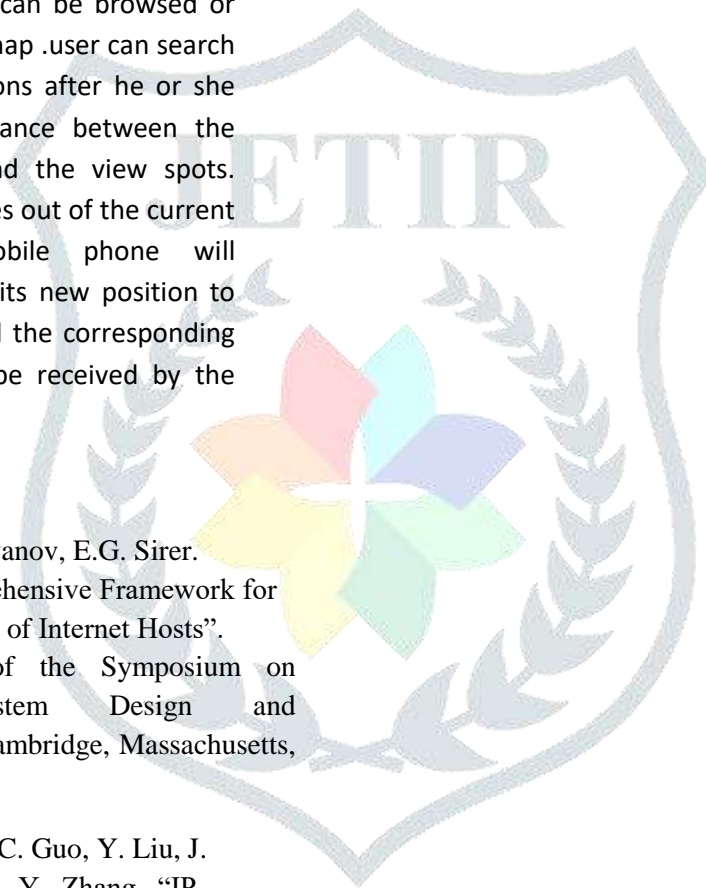 can be browsed or
map .user can search
ons after he or she
ance between the
nd the view spots.
es out of the current
obile phone will
its new position to
d the corresponding
be received by the
JETIR
vanov, E.G. Sirer.
ehensive Framework for
of Internet Hosts”.
of the Symposium on
stem Design and
ambridge, Massachusetts,
C. Guo, Y. Liu, J.
Y. Zhang. “IP